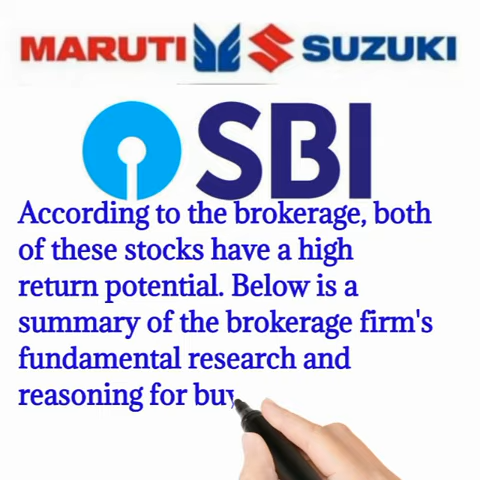 MARUTI SUZUKI
SBI
According to the brokerage, both
of these stocks have a high
return potential. Below is a
summary of the brokerage firm's
fundamental research and
reasoning for buy